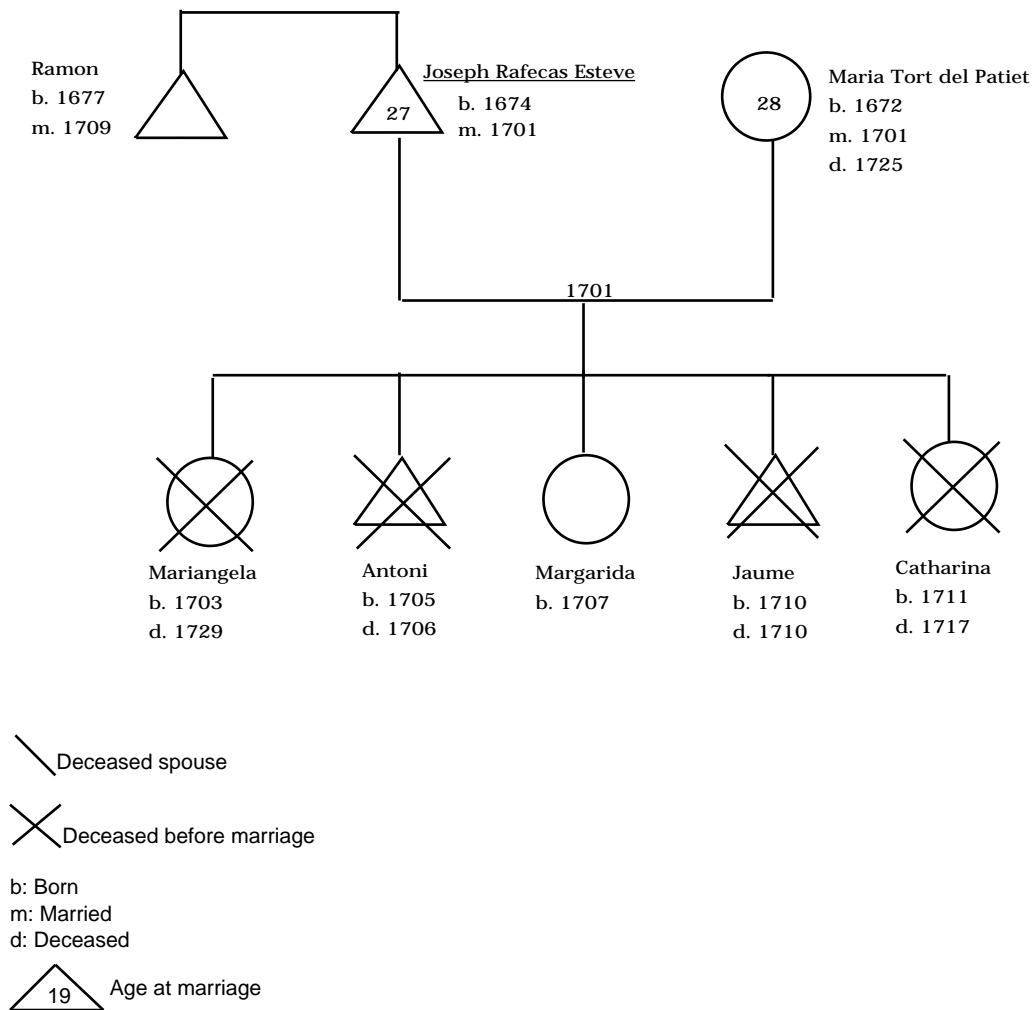 Ramon
b. 1677
m. 1709
Joseph Rafecas Esteve
b. 1674
m. 1701
27
28
Maria Tort del Patiet
b. 1672
m. 1701
d. 1725
1701
Mariangela
b. 1703
d. 1729
Antoni
b. 1705
d. 1706
Margarida
b. 1707
Jaume
b. 1710
d. 1710
Catharina
b. 1711
d. 1717
Deceased spouse
Deceased before marriage
b: Born
m: Married
d: Deceased
19 Age at marriage